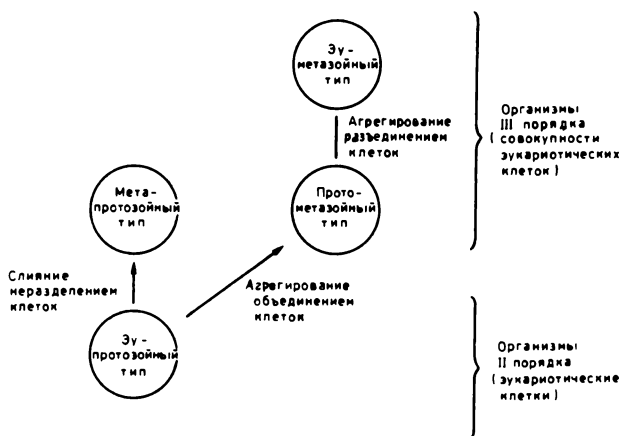 Эу-
метазойный
тип
Агрегирование
разъединением
клеток
Организмы
III порядка
(совокупности
эукариотических
клеток)
Мета-
протозойный
тип
Прото-
метазойный
тип
Слияние
неразделением
клеток
Агрегирование
объединением
клеток
Эу-
протозойный
тип
Организмы
II порядка
(эукариотические
клетки)